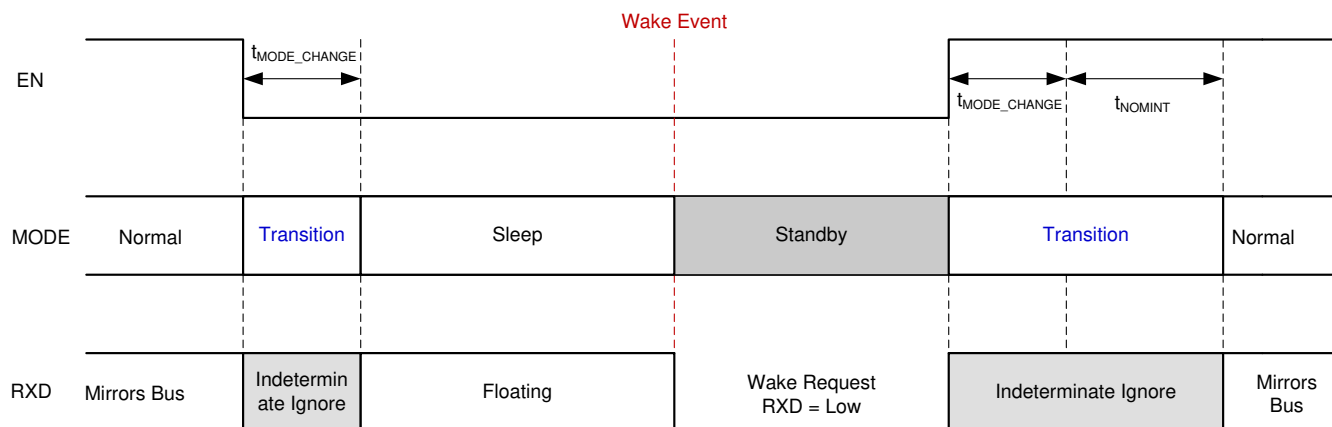 Wake Event
EN
tMODE_CHANGE
tMODE_CHANGE
tNOMINT
MODE
Normal
Transition
Sleep
Standby
Transition
Normal
RXD
Mirrors Bus
Indetermin
ate Ignore
Floating
Wake Request
RXD = Low
Indeterminate Ignore
Mirrors
Bus